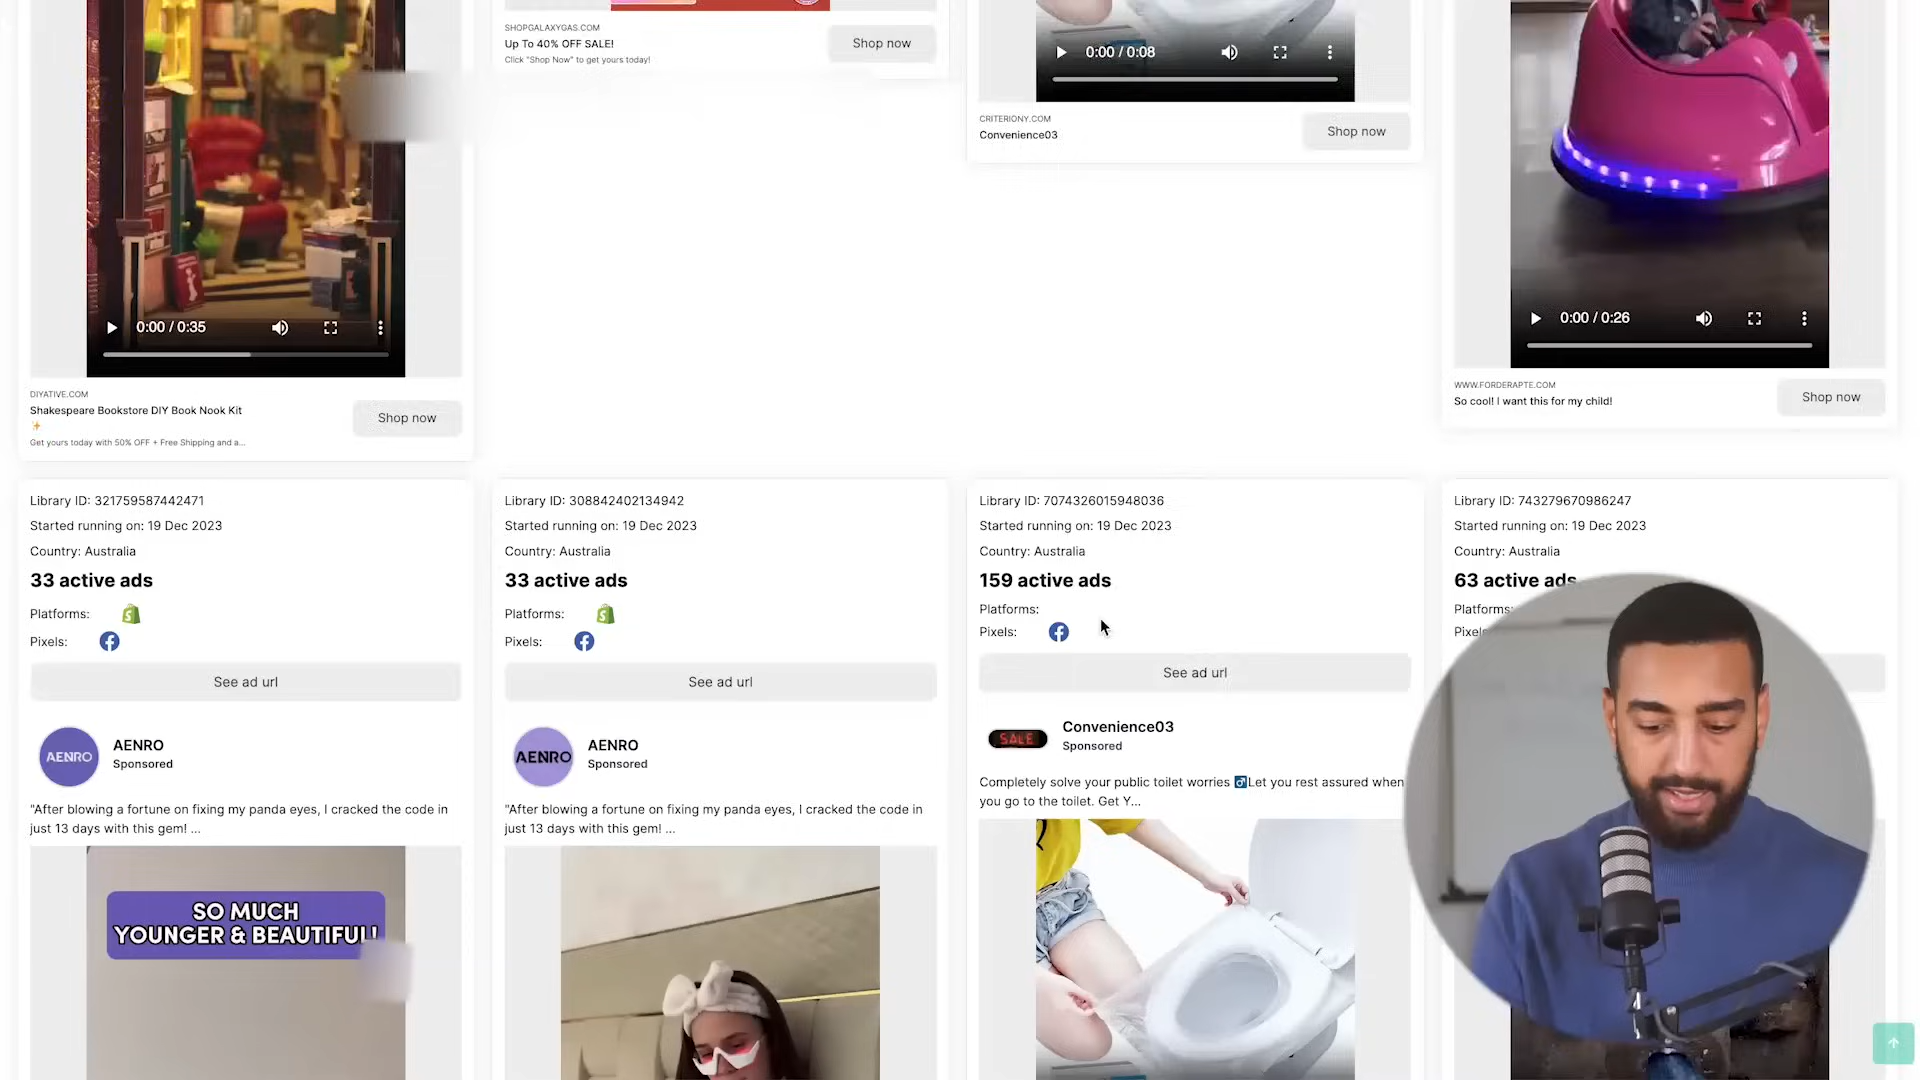 SHOPGALAXYGAS.COM
Up To 40% OFF SALE!
Click "Shop Now" to get yours today!
Shop now
0:00 / 0:08
CRITERIONY.COM
Convenience03
Shop now
0:00 / 0:35
DIYATIVE.COM
Shakespeare Bookstore DIY Book Nook Kit
✨
Get yours today with 50% OFF + Free Shipping and a...
Shop now
0:00 / 0:26
WWW.FORDERAPTE.COM
So cool! I want this for my child!
Shop now
Library ID: 321759587442471
Started running on: 19 Dec 2023
Country: Australia
33 active ads
Platforms:
Pixels:
See ad url
AENRO
AENRO
Sponsored
"After blowing a fortune on fixing my panda eyes, I cracked the code in
just 13 days with this gem! ...
SO MUCH
YOUNGER & BEAUTIFUL!
Library ID: 308842402134942
Started running on: 19 Dec 2023
Country: Australia
33 active ads
Platforms:
Pixels:
See ad url
AENRO
AENRO
Sponsored
"After blowing a fortune on fixing my panda eyes, I cracked the code in
just 13 days with this gem! ...
Library ID: 7074326015948036
Started running on: 19 Dec 2023
Country: Australia
159 active ads
Platforms:
Pixels:
See ad url
SALE
Convenience03
Sponsored
Completely solve your public toilet worries ♂Let you rest assured when
you go to the toilet. Get Y...
Library ID: 743279670986247
Started running on: 19 Dec 2023
Country: Australia
63 active ads
Platforms:
Pixels